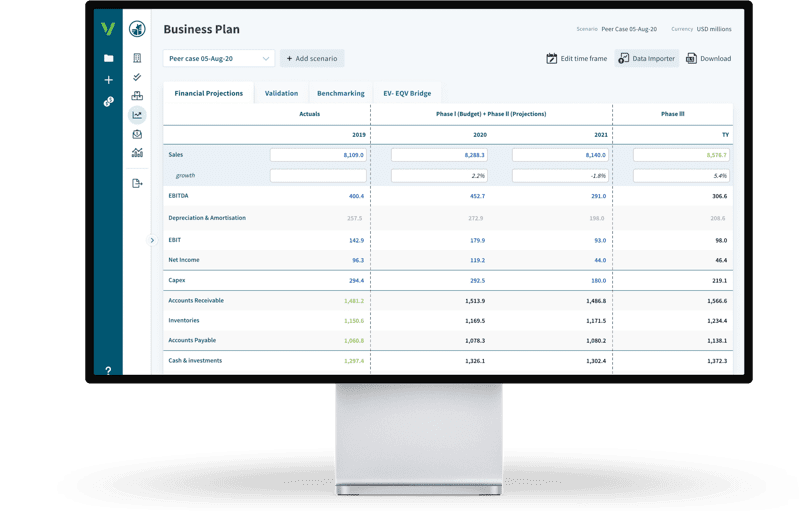 Business Plan
Scenario Peer Case 05-Aug-20 Currency USD millions
Peer case 05-Aug-20 + Add scenario Edit time frame Data Importer Download
Financial Projections Validation Benchmarking EV- EQV Bridge
Actuals Phase I (Budget) + Phase II (Projections) Phase III
2019 2020 2021 TY
Sales 8,109.0 8,288.3 8,140.0 8,576.7
growth 2.2% -1.8% 5.4%
EBITDA 400.4 452.7 291.0 306.6
Depreciation & Amortisation 257.5 272.9 198.0 208.6
EBIT 142.9 179.9 93.0 98.0
Net Income 96.3 119.2 44.0 46.4
Capex 294.4 292.5 180.0 219.1
Accounts Receivable 1,481.2 1,513.9 1,486.8 1,566.6
Inventories 1,150.6 1,169.5 1,171.5 1,234.4
Accounts Payable 1,060.8 1,078.3 1,080.2 1,138.1
Cash & investments 1,297.4 1,326.1 1,302.4 1,372.3
?